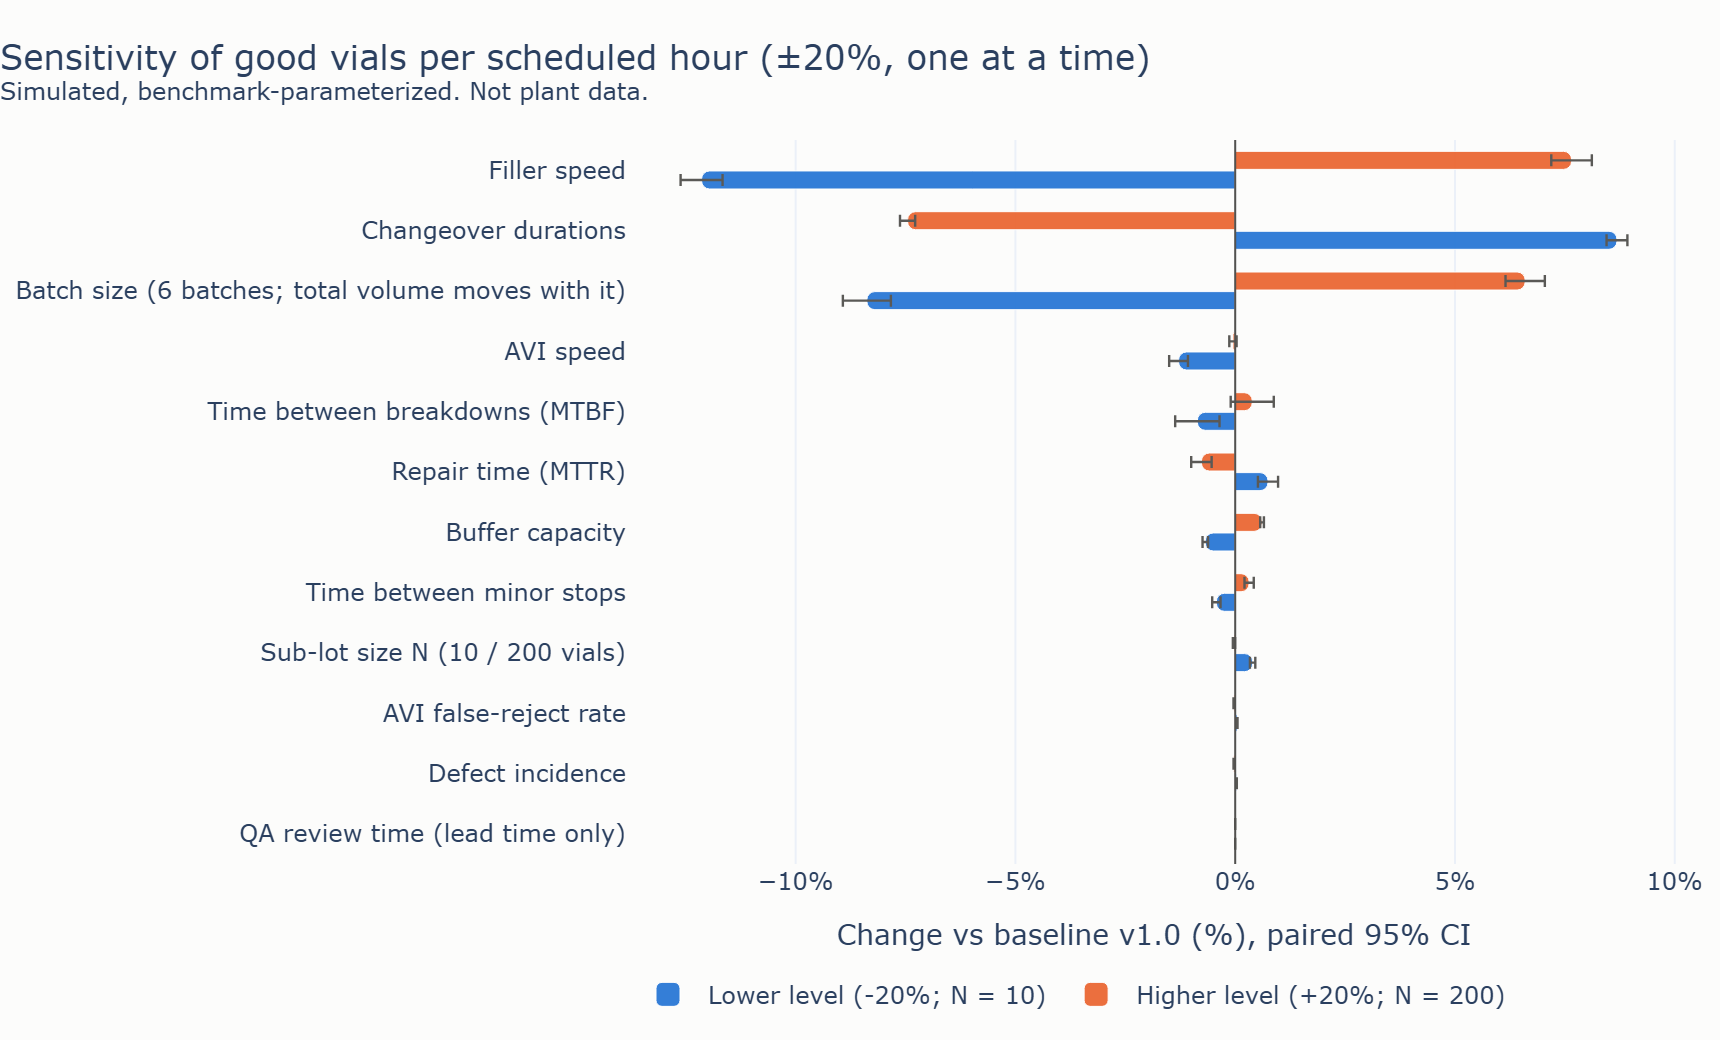 Sensitivity of good vials per scheduled hour (±20%, one at a time)
Simulated, benchmark-parameterized. Not plant data.
Filler speed
Changeover durations
Batch size (6 batches; total volume moves with it)
AVI speed
Time between breakdowns (MTBF)
Repair time (MTTR)
Buffer capacity
Time between minor stops
Sub-lot size N (10 / 200 vials)
AVI false-reject rate
Defect incidence
QA review time (lead time only)
−10% −5% 0% 5% 10%
Change vs baseline v1.0 (%), paired 95% CI
Lower level (-20%; N = 10) Higher level (+20%; N = 200)